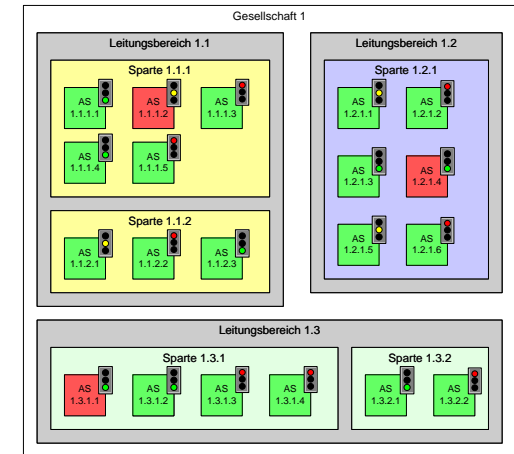 Gesellschaft 1
Leitungsbereich 1.1
Sparte 1.1.1
AS
1.1.1.1
AS
1.1.1.2
AS
1.1.1.3
AS
1.1.1.4
AS
1.1.1.5
Sparte 1.1.2
AS
1.1.2.1
AS
1.1.2.2
AS
1.1.2.3
Leitungsbereich 1.2
Sparte 1.2.1
AS
1.2.1.1
AS
1.2.1.2
AS
1.2.1.3
AS
1.2.1.4
AS
1.2.1.5
AS
1.2.1.6
Leitungsbereich 1.3
Sparte 1.3.1
AS
1.3.1.1
AS
1.3.1.2
AS
1.3.1.3
AS
1.3.1.4
Sparte 1.3.2
AS
1.3.2.1
AS
1.3.2.2